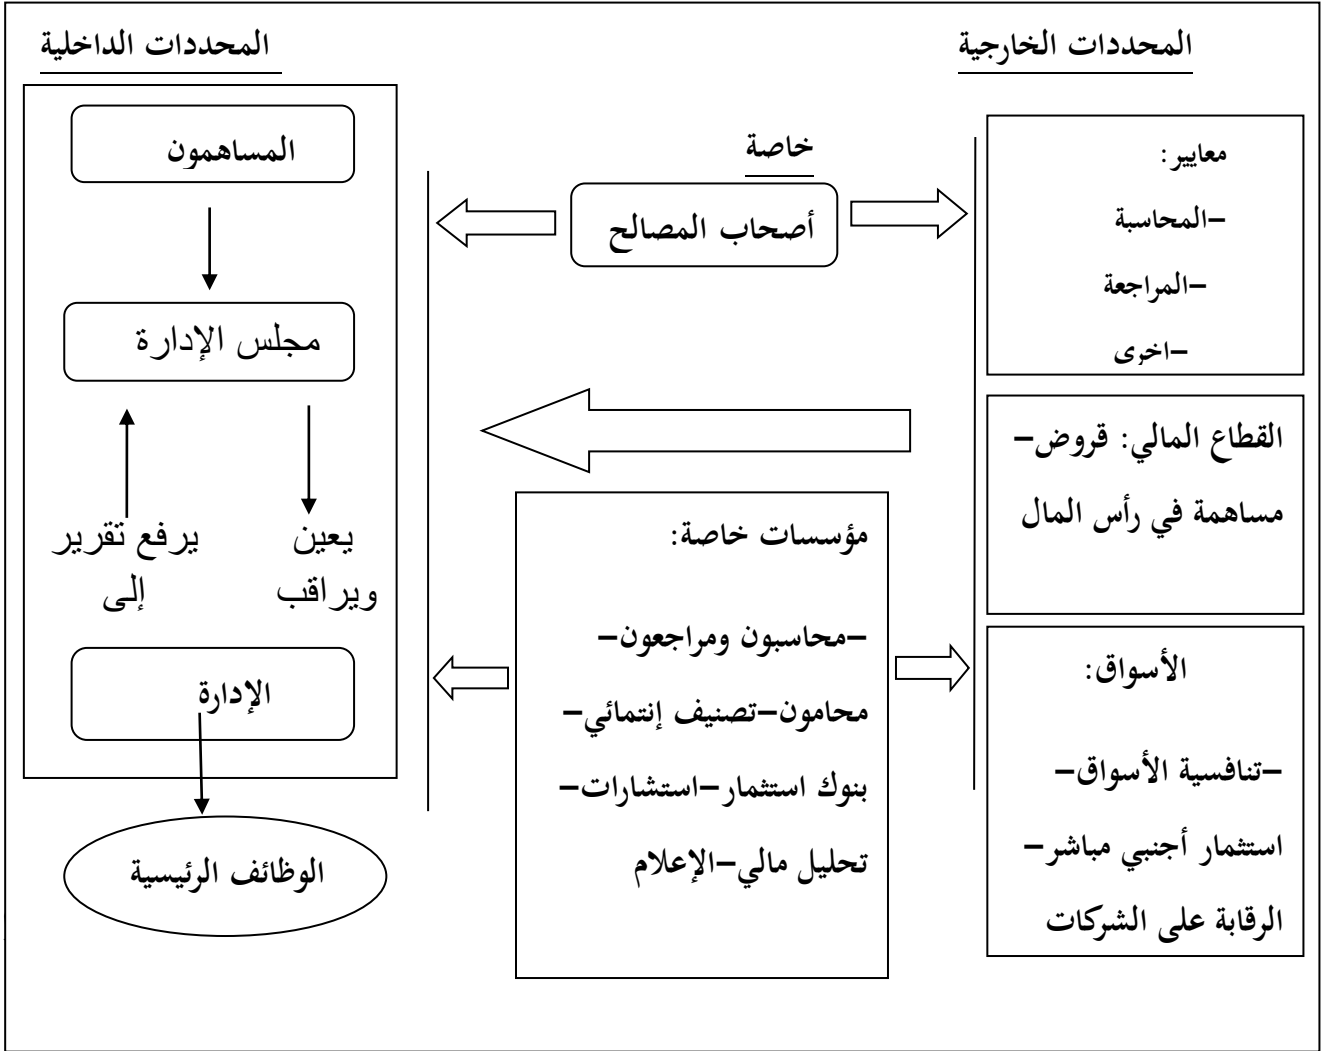 المحددات الخارجية
المحددات الداخلية
معايير:
–المحاسبة
–المراجعة
–اخرى
القطاع المالي: قروض–
مساهمة في رأس المال
الأسواق:
–تنافسية الأسواق–
استثمار أجنبي مباشر–
الرقابة على الشركات
خاصة
أصحاب المصالح
مؤسسات خاصة:
–محاسبون ومراجعون–
محامون–تصنيف إنتمائي–
بنوك استثمار–استشارات–
تحليل مالي–الإعلام
المساهمون
مجلس الإدارة
يعين
ويراقب
يرفع تقرير
إلى
الإدارة
الوظائف الرئيسية